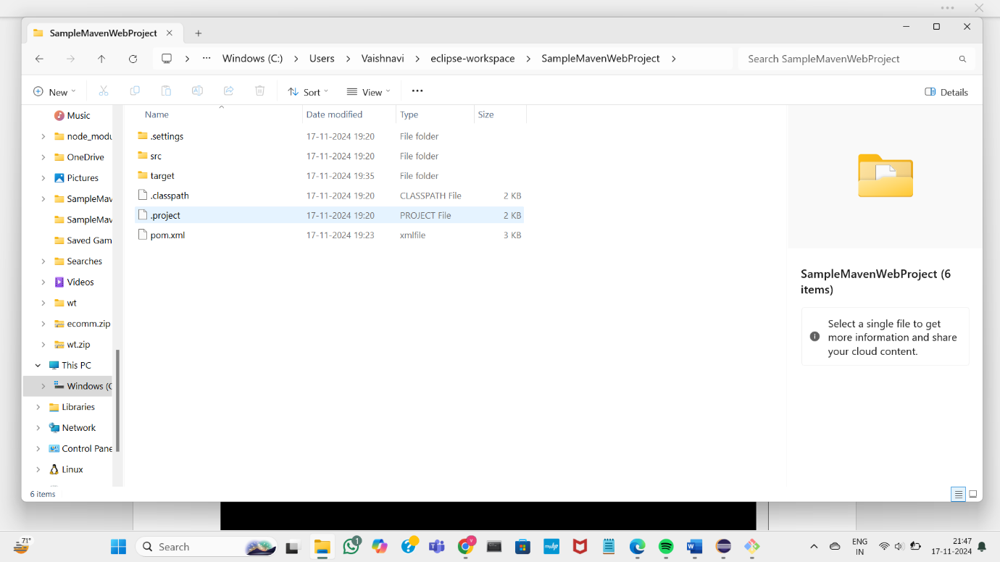 SampleMavenWebProject
Windows (C:) Users Vaishnavi eclipse-workspace SampleMavenWebProject Search SampleMavenWebProject
New Sort View Details
Name Date modified Type Size
Music
node_modu
OneDrive
Pictures
SampleMav
SampleMav
Saved Gam
Searches
Videos
wt
ecomm.zip
wt.zip
This PC
Windows (C
Libraries
Network
Control Pane
Linux
.settings 17-11-2024 19:20 File folder
src 17-11-2024 19:20 File folder
target 17-11-2024 19:35 File folder
.classpath 17-11-2024 19:20 CLASSPATH File 2 KB
.project 17-11-2024 19:20 PROJECT File 2 KB
pom.xml 17-11-2024 19:23 xmlfile 3 KB
SampleMavenWebProject (6
items)
Select a single file to get
more information and share
your cloud content.
6 items
71°
Search
1
V
myhp
ENG
IN
21:47
17-11-2024